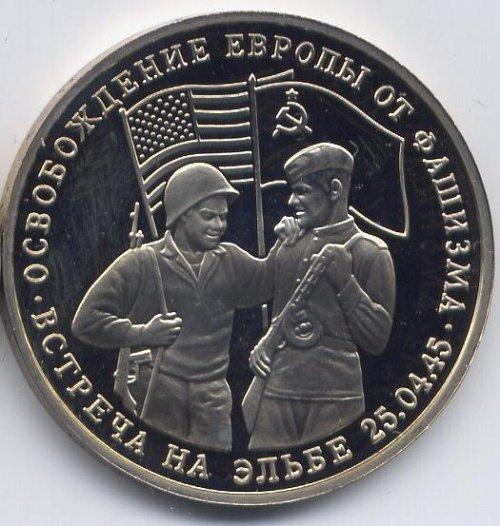 ОСВОБОЖДЕНИЕ ЕВРОПЫ ОТ ФАШИЗМА
· ВСТРЕЧА НА ЭЛЬБЕ 25.04.45 ·